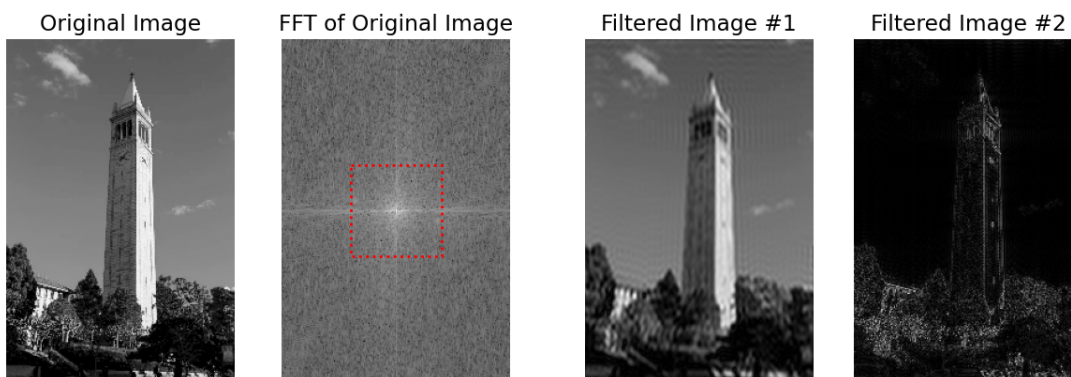 Original Image
FFT of Original Image
Filtered Image #1
Filtered Image #2